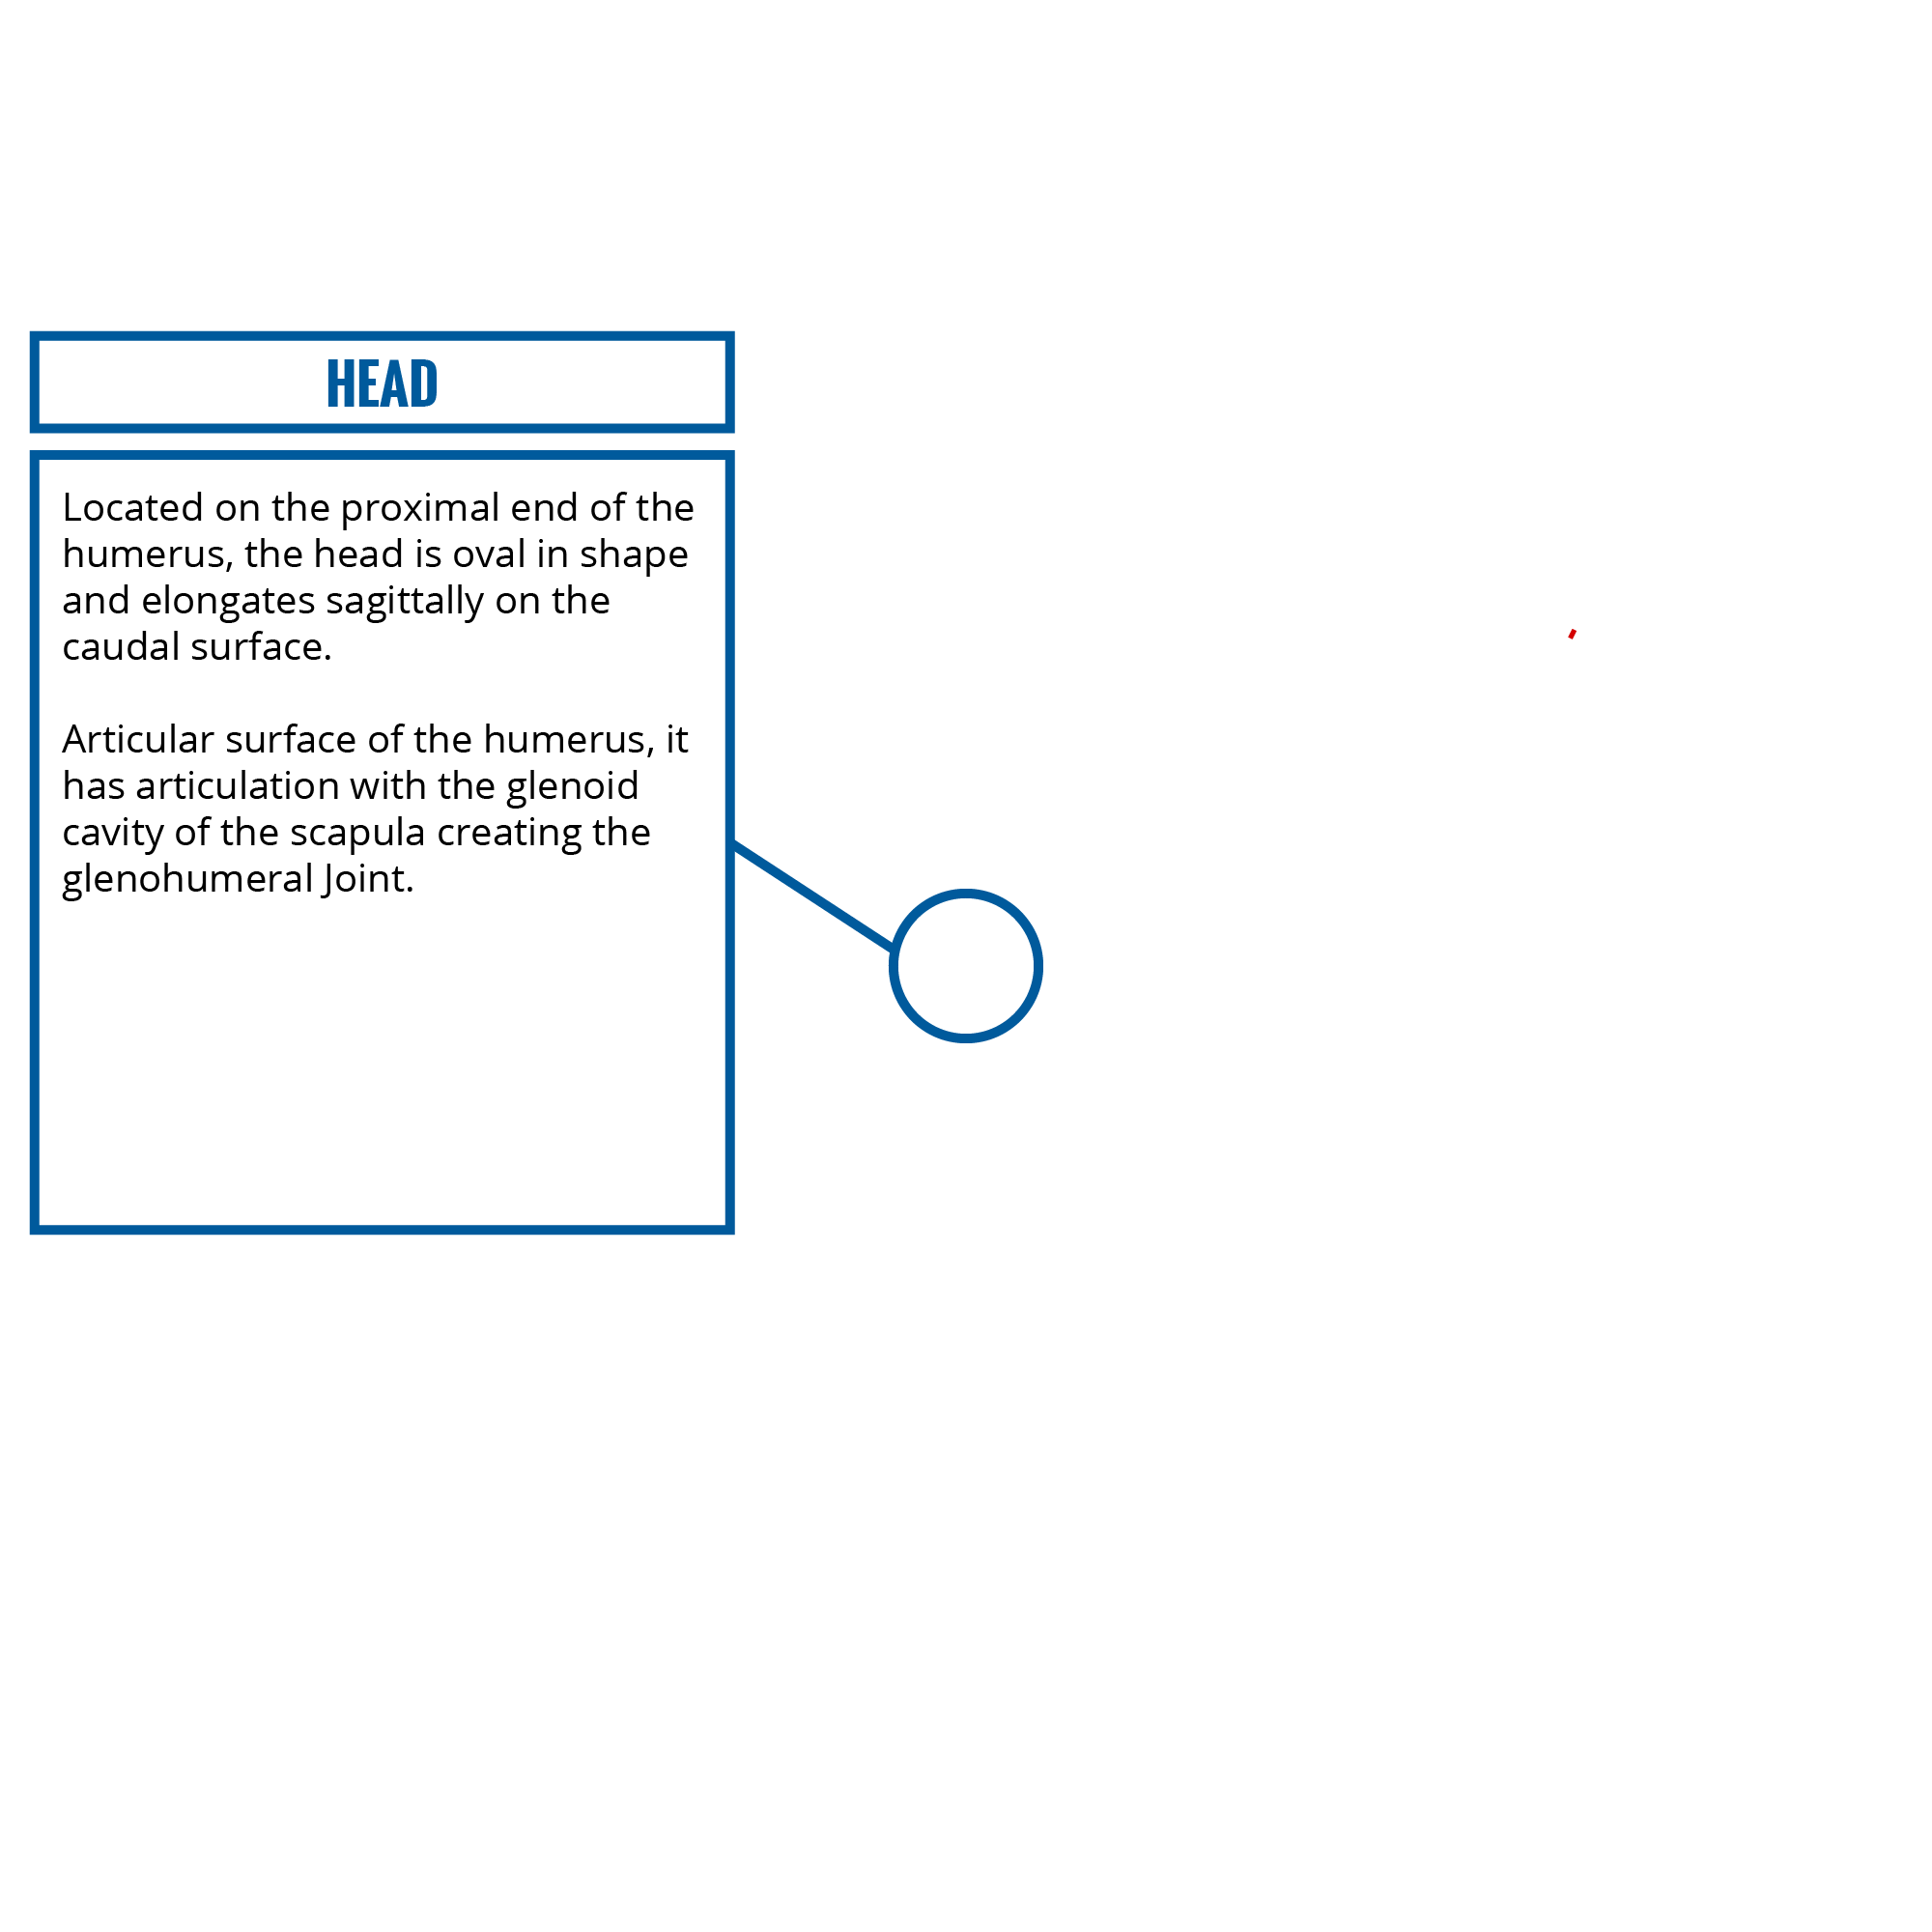 HEAD
Located on the proximal end of the
humerus, the head is oval in shape
and elongates sagittally on the
caudal surface.
Articular surface of the humerus, it
has articulation with the glenoid
cavity of the scapula creating the
glenohumeral Joint.